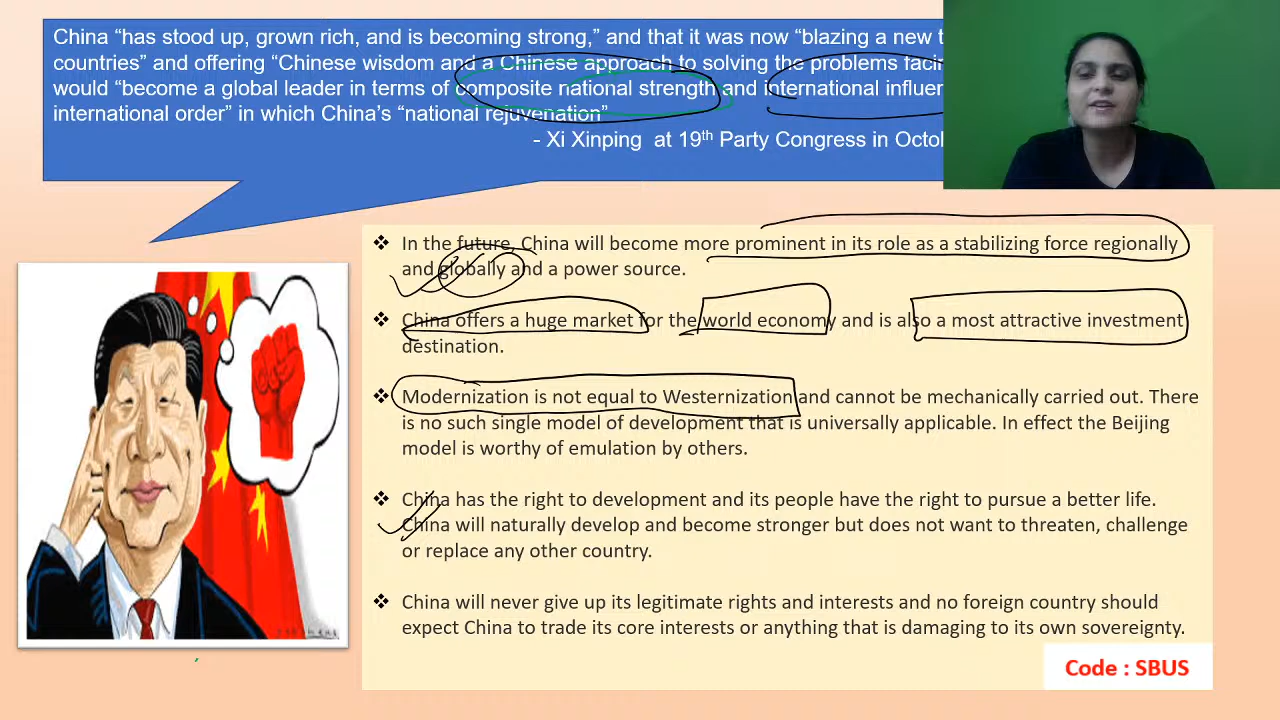 China “has stood up, grown rich, and is becoming strong,” and that it was now “blazing a new t
countries” and offering “Chinese wisdom and a Chinese approach to solving the problems facin
would “become a global leader in terms of composite national strength and international influen
international order” in which China’s “national rejuvenation”
- Xi Xinping at 19th Party Congress in Octob
❖ In the future, China will become more prominent in its role as a stabilizing force regionally
and globally and a power source.
❖ China offers a huge market for the world economy and is also a most attractive investment
destination.
❖ Modernization is not equal to Westernization and cannot be mechanically carried out. There
is no such single model of development that is universally applicable. In effect the Beijing
model is worthy of emulation by others.
❖ China has the right to development and its people have the right to pursue a better life.
China will naturally develop and become stronger but does not want to threaten, challenge
or replace any other country.
❖ China will never give up its legitimate rights and interests and no foreign country should
expect China to trade its core interests or anything that is damaging to its own sovereignty.
Code : SBUS